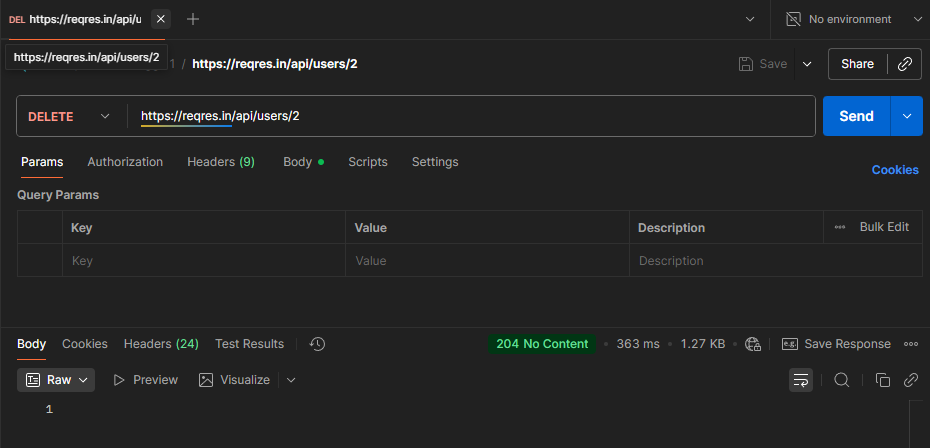 DEL https://reqres.in/api/u
No environment
https://reqres.in/api/users/2
1 / https://reqres.in/api/users/2
Save
Share
DELETE
https://reqres.in/api/users/2
Send
Params Authorization Headers (9) Body Scripts Settings
Cookies
Query Params
Key Value Description Bulk Edit
Key Value Description
Body Cookies Headers (24) Test Results
204 No Content 363 ms 1.27 KB e.g. Save Response
Raw Preview Visualize
1